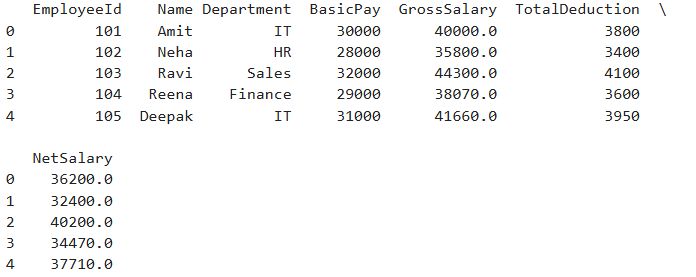 EmployeeId Name Department BasicPay GrossSalary TotalDeduction \
0 101 Amit IT 30000 40000.0 3800
1 102 Neha HR 28000 35800.0 3400
2 103 Ravi Sales 32000 44300.0 4100
3 104 Reena Finance 29000 38070.0 3600
4 105 Deepak IT 31000 41660.0 3950
NetSalary
0 36200.0
1 32400.0
2 40200.0
3 34470.0
4 37710.0